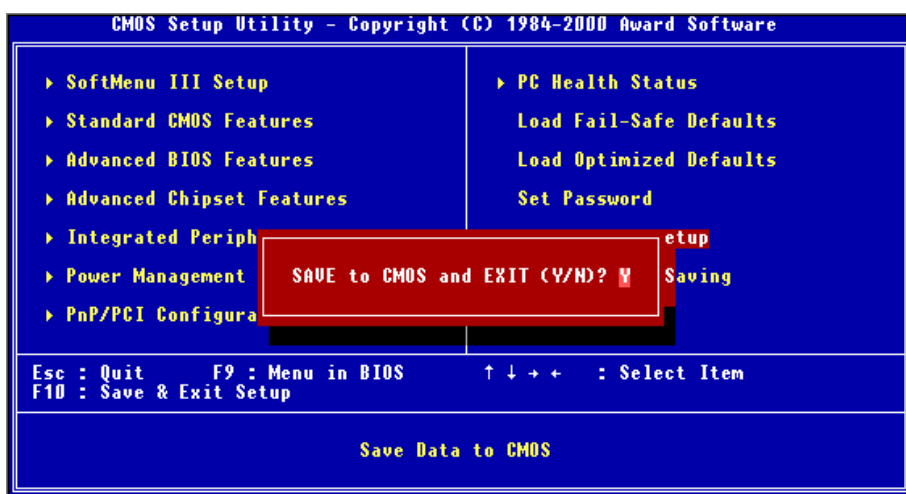 CMOS Setup Utility - Copyright (C) 1984-2000 Award Software
▸ SoftMenu III Setup
▸ Standard CMOS Features
▸ Advanced BIOS Features
▸ Advanced Chipset Features
▸ Integrated Periph
▸ Power Management
▸ PnP/PCI Configura
▸ PC Health Status
Load Fail-Safe Defaults
Load Optimized Defaults
Set Password
etup
Saving
SAVE to CMOS and EXIT (Y/N)? Y
Esc : Quit F9 : Menu in BIOS ↑ ↓ → ← : Select Item
F10 : Save & Exit Setup
Save Data to CMOS